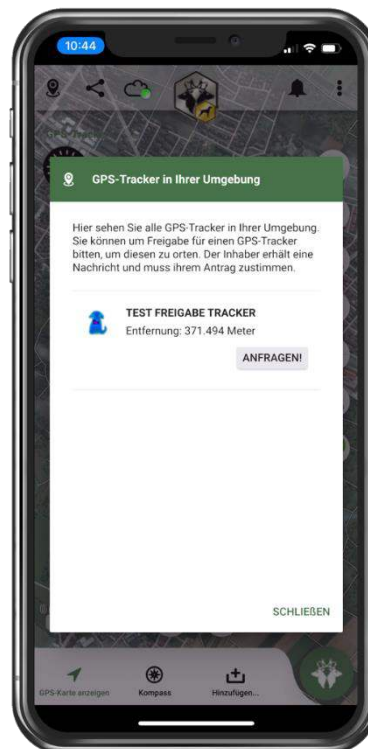 10:44
GPS-Tracker
GPS-Tracker in Ihrer Umgebung
Hier sehen Sie alle GPS-Tracker in Ihrer Umgebung.
Sie können um Freigabe für einen GPS-Tracker
bitten, um diesen zu orten. Der Inhaber erhält eine
Nachricht und muss ihrem Antrag zustimmen.
TEST FREIGABE TRACKER
Entfernung: 371.494 Meter
ANFRAGEN!
SCHLIEßEN
GPS-Karte anzeigen
Kompass
Hinzufügen...